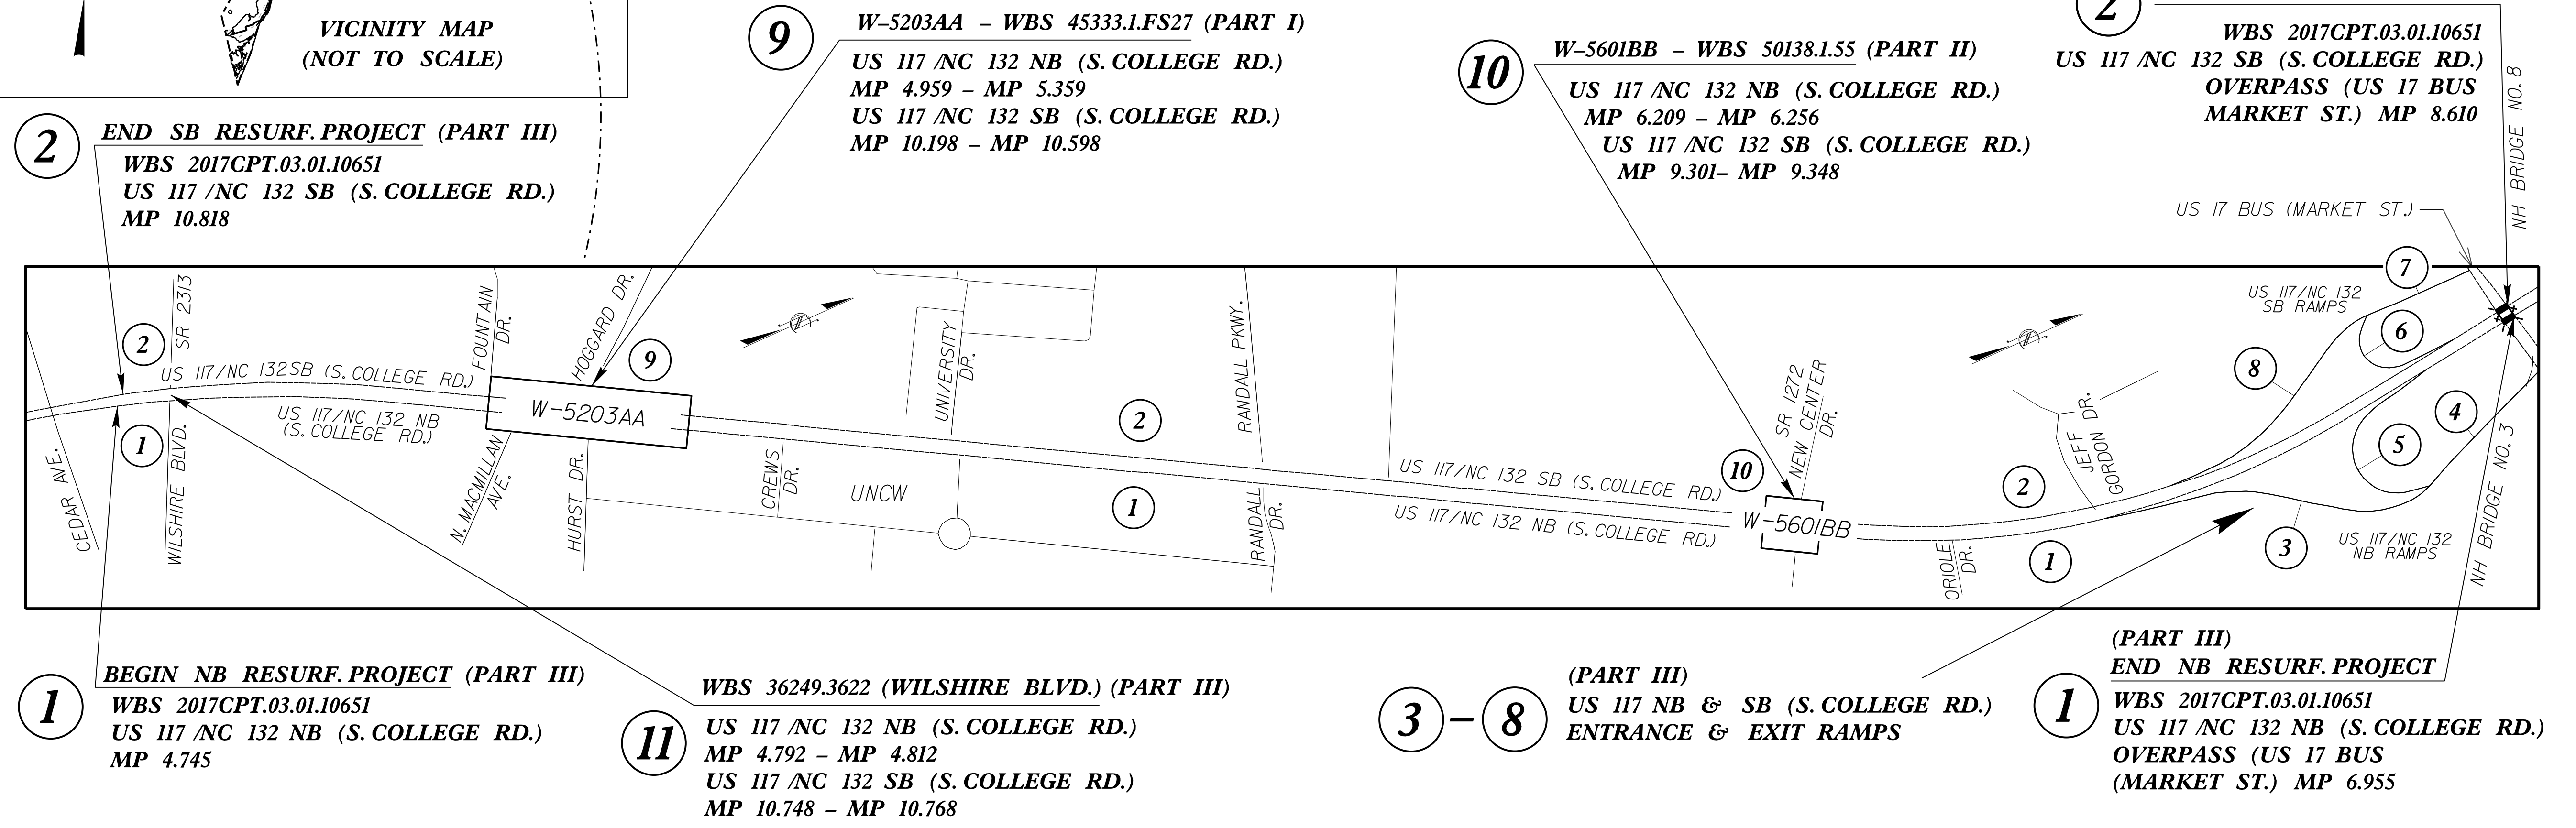 VICINITY MAP
(NOT TO SCALE)
9
W-5203AA - WBS 45333.1.FS27 (PART I)
US 117 /NC 132 NB (S. COLLEGE RD.)
MP 4.959 - MP 5.359
US 117 /NC 132 SB (S. COLLEGE RD.)
MP 10.198 - MP 10.598
10
W-5601BB - WBS 50138.1.55 (PART II)
US 117 /NC 132 NB (S. COLLEGE RD.)
MP 6.209 - MP 6.256
US 117 /NC 132 SB (S. COLLEGE RD.)
MP 9.301- MP 9.348
2
WBS 2017CPT.03.01.10651
US 117 /NC 132 SB (S. COLLEGE RD.)
OVERPASS (US 17 BUS
MARKET ST.) MP 8.610
NH BRIDGE NO. 8
2
END SB RESURF. PROJECT (PART III)
WBS 2017CPT.03.01.10651
US 117 /NC 132 SB (S. COLLEGE RD.)
MP 10.818
US 17 BUS (MARKET ST.)
2
SR 2313
US 117/NC 132SB (S. COLLEGE RD.)
FOUNTAIN
DR.
HOGGARD DR.
9
UNIVERSITY
DR.
RANDALL PKWY.
2
US 117/NC 132 SB (S. COLLEGE RD.)
10
SR 1272
NEW CENTER
DR.
2
JEFF
GORDON DR.
8
US 117/NC 132
SB RAMPS
7
6
5
4
CEDAR AVE.
1
WILSHIRE BLVD.
US 117/NC 132 NB
(S. COLLEGE RD.)
W-5203AA
N. MACMILLAN
AVE.
HURST DR.
CREWS
DR.
UNCW
1
RANDALL
DR.
US 117/NC 132 NB (S. COLLEGE RD.)
W-5601BB
ORIOLE
DR.
1
3
US 117/NC 132
NB RAMPS
NH BRIDGE NO. 3
1
BEGIN NB RESURF. PROJECT (PART III)
WBS 2017CPT.03.01.10651
US 117 /NC 132 NB (S. COLLEGE RD.)
MP 4.745
11
WBS 36249.3622 (WILSHIRE BLVD.) (PART III)
US 117 /NC 132 NB (S. COLLEGE RD.)
MP 4.792 - MP 4.812
US 117 /NC 132 SB (S. COLLEGE RD.)
MP 10.748 - MP 10.768
3 - 8
(PART III)
US 117 NB & SB (S. COLLEGE RD.)
ENTRANCE & EXIT RAMPS
1
(PART III)
END NB RESURF. PROJECT
WBS 2017CPT.03.01.10651
US 117 /NC 132 NB (S. COLLEGE RD.)
OVERPASS (US 17 BUS
(MARKET ST.) MP 6.955